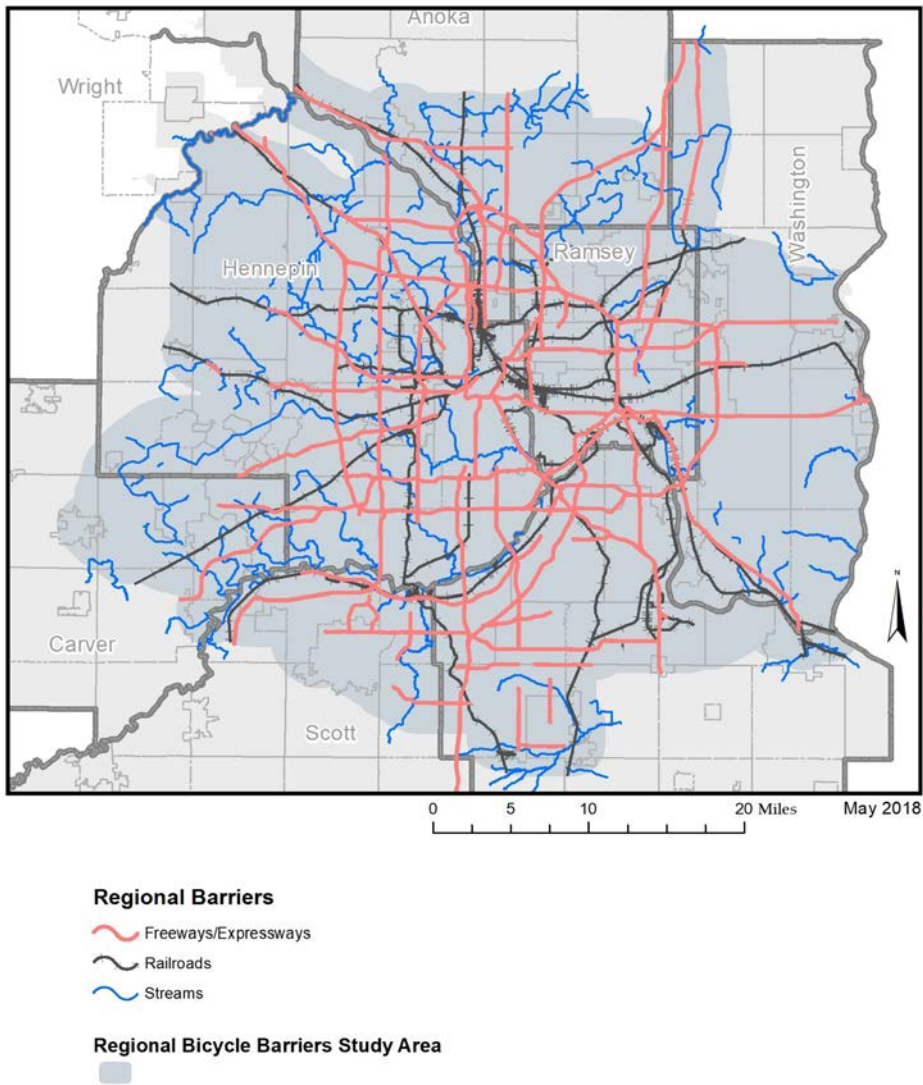 Anoka
Wright
Washington
Ramsey
Hennepin
N
Carver
Scott
0 5 10 20 Miles May 2018
Regional Barriers
Freeways/Expressways
Railroads
Streams
Regional Bicycle Barriers Study Area